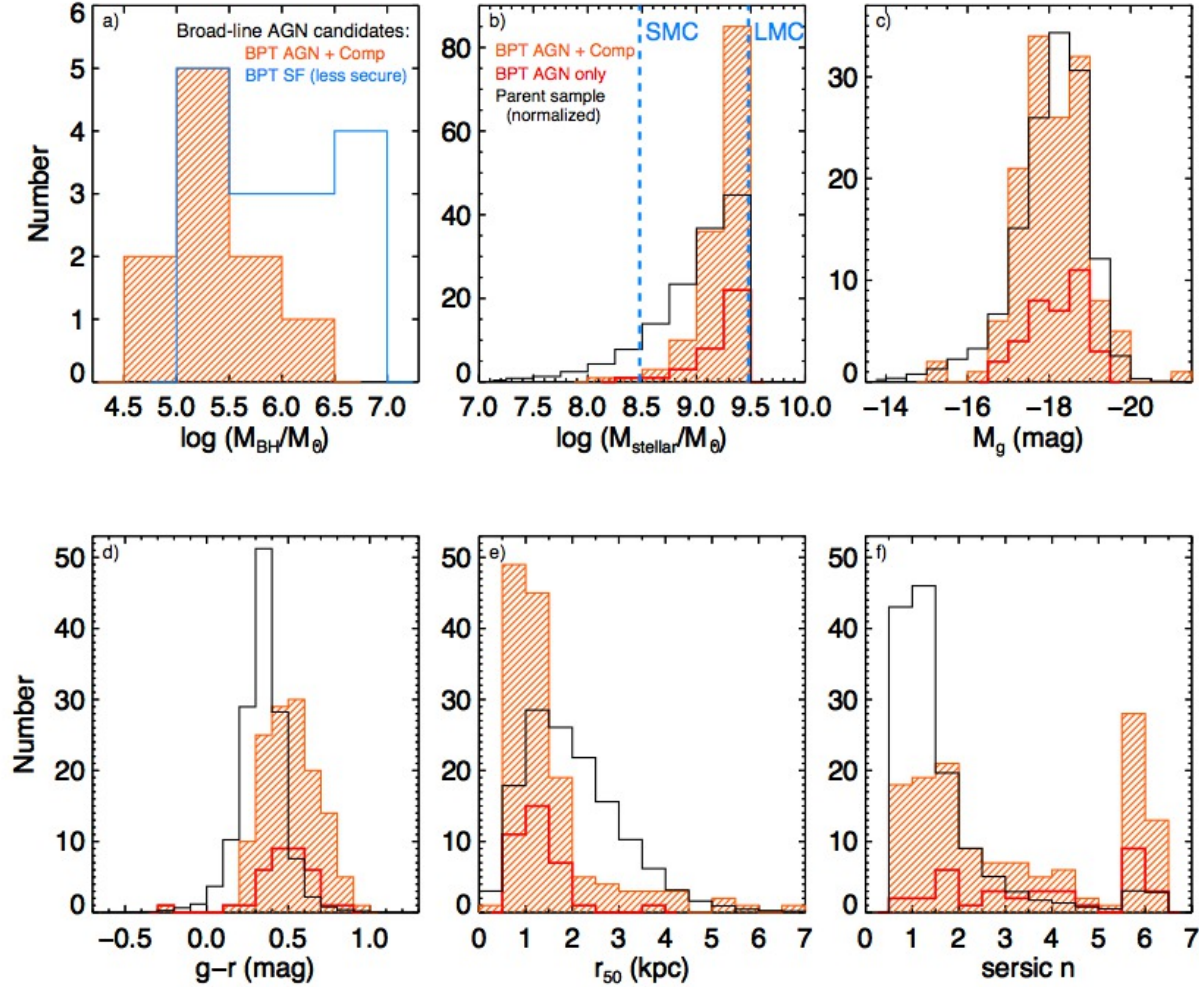 a)
Broad-line AGN candidates:
BPT AGN + Comp
BPT SF (less secure)
6
5
4
3
2
1
0
Number
4.5 5.0 5.5 6.0 6.5 7.0
log (M_BH/M_⊙)
b)
SMC
LMC
BPT AGN + Comp
BPT AGN only
Parent sample
(normalized)
80
60
40
20
0
7.0 8.0 8.5 9.0 9.5 10.0
log (M_stellar/M_⊙)
c)
30
20
10
0
−14 −16 −18 −20
M_g (mag)
d)
50
40
30
20
10
0
Number
−0.5 0.0 0.5 1.0
g−r (mag)
e)
50
40
30
20
10
0
0 1 2 3 4 5 6 7
r_50 (kpc)
f)
50
40
30
20
10
0
0 1 2 3 4 5 6 7
sersic n